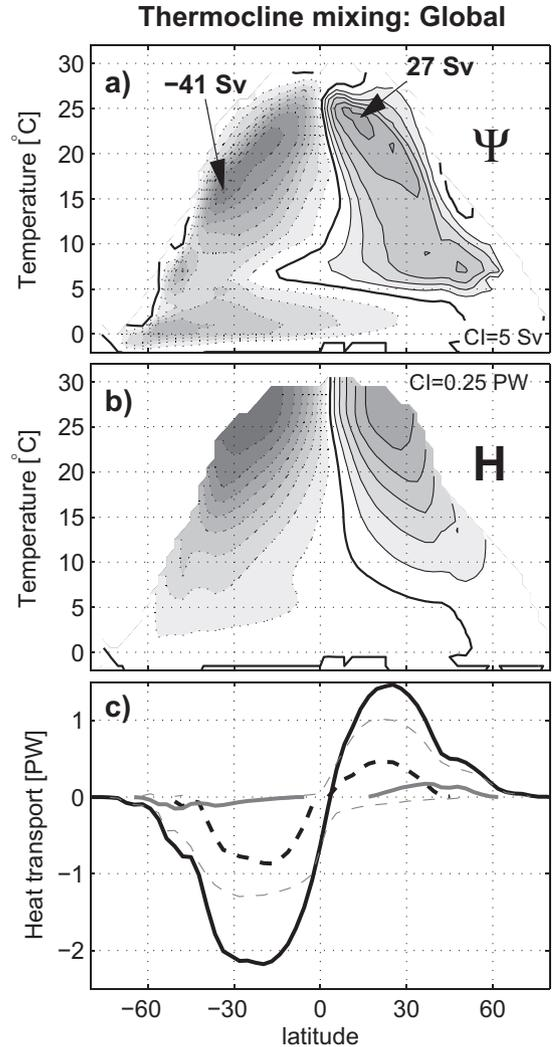 Thermocline mixing: Global
a)
−41 Sv
27 Sv
Ψ
30
25
20
15
10
5
0
Temperature [°C]
CI=5 Sv
b)
CI=0.25 PW
H
30
25
20
15
10
5
0
Temperature [°C]
c)
1
0
−1
−2
Heat transport [PW]
−60 −30 0 30 60
latitude